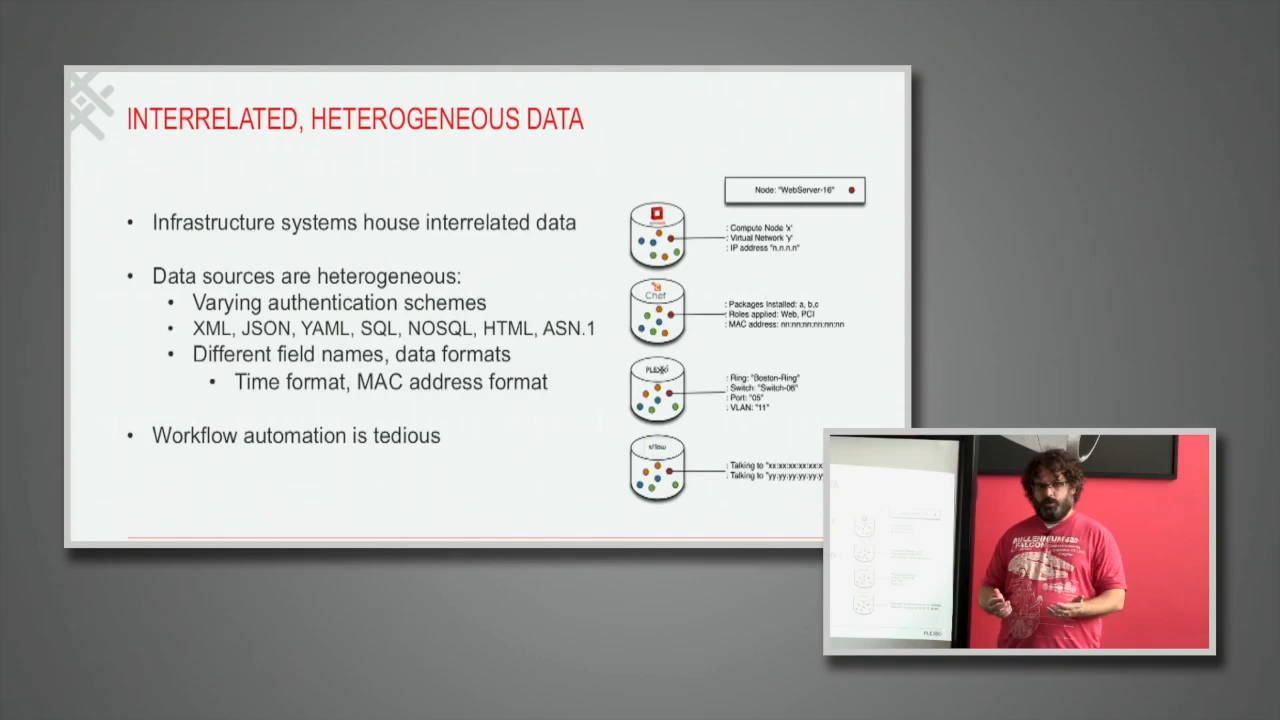 INTERRELATED, HETEROGENEOUS DATA
• Infrastructure systems house interrelated data
• Data sources are heterogeneous:
• Varying authentication schemes
• XML, JSON, YAML, SQL, NOSQL, HTML, ASN.1
• Different field names, data formats
• Time format, MAC address format
• Workflow automation is tedious
Node: "WebServer-16"
: Compute Node 'x'
: Virtual Network 'y'
: IP address "n.n.n.n"
Chef
: Packages Installed: a, b,c
: Roles applied: Web, PCI
: MAC address: nn:nn:nn:nn:nn:nn
PLEXXI
: Ring: "Boston-Ring"
: Switch: "Switch-06"
: Port: "05"
: VLAN: "11"
sFlow
: Talking to "xx:xx:xx:xx:xx:x
: Talking to "yy:yy:yy:yy:yy:y
MILLENNIUM
FALCON
PLEXXI